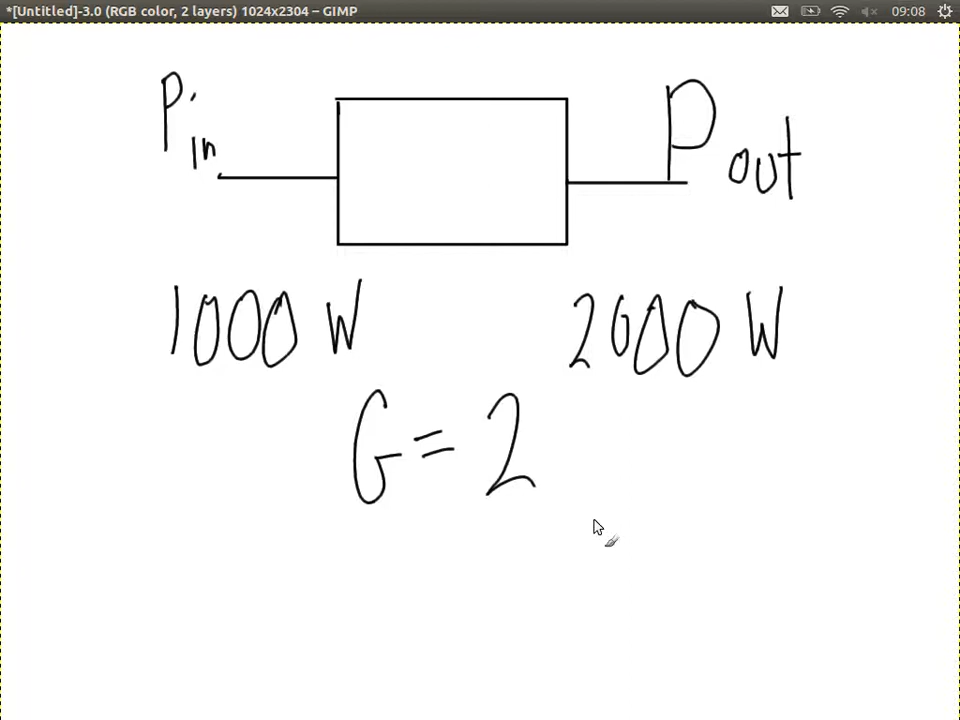 *[Untitled]-3.0 (RGB color, 2 layers) 1024x2304 – GIMP 09:08
Pin Pout
1000 W 2000 W
G = 2